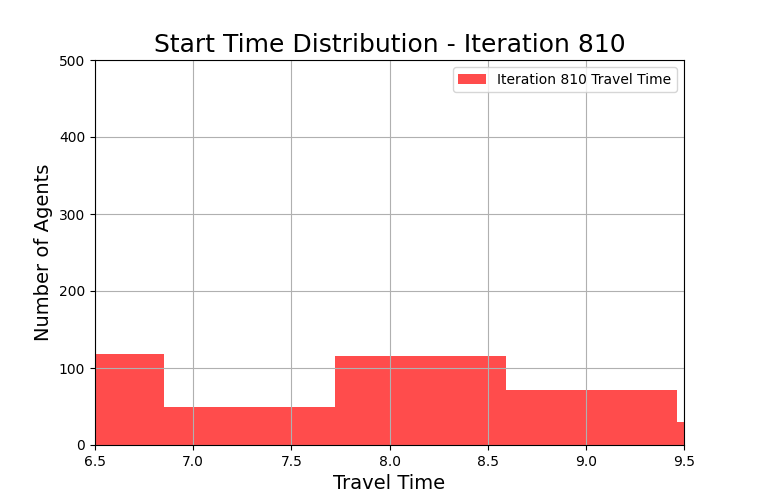 Start Time Distribution - Iteration 810
500
Iteration 810 Travel Time
400
300
200
100
0
Number of Agents
6.5 7.0 7.5 8.0 8.5 9.0 9.5
Travel Time